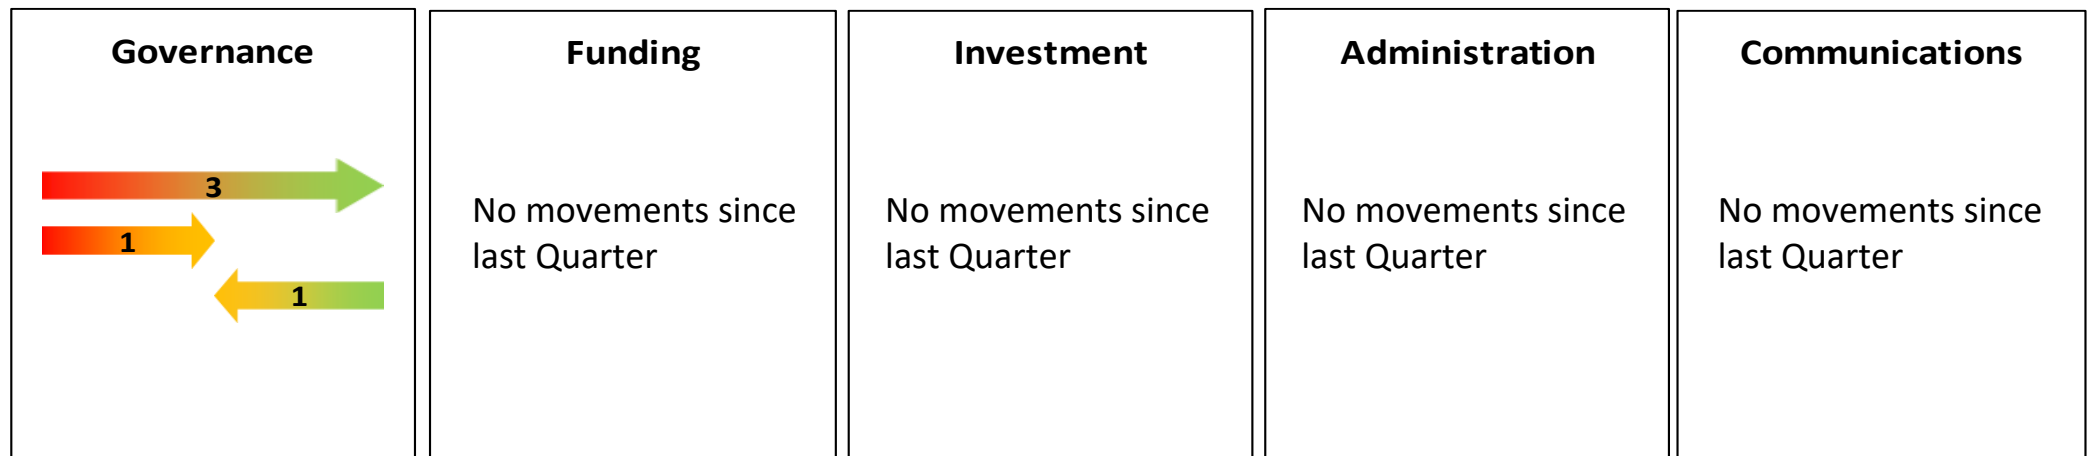 Governance
3
1
1
Funding
No movements since
last Quarter
Investment
No movements since
last Quarter
Administration
No movements since
last Quarter
Communications
No movements since
last Quarter